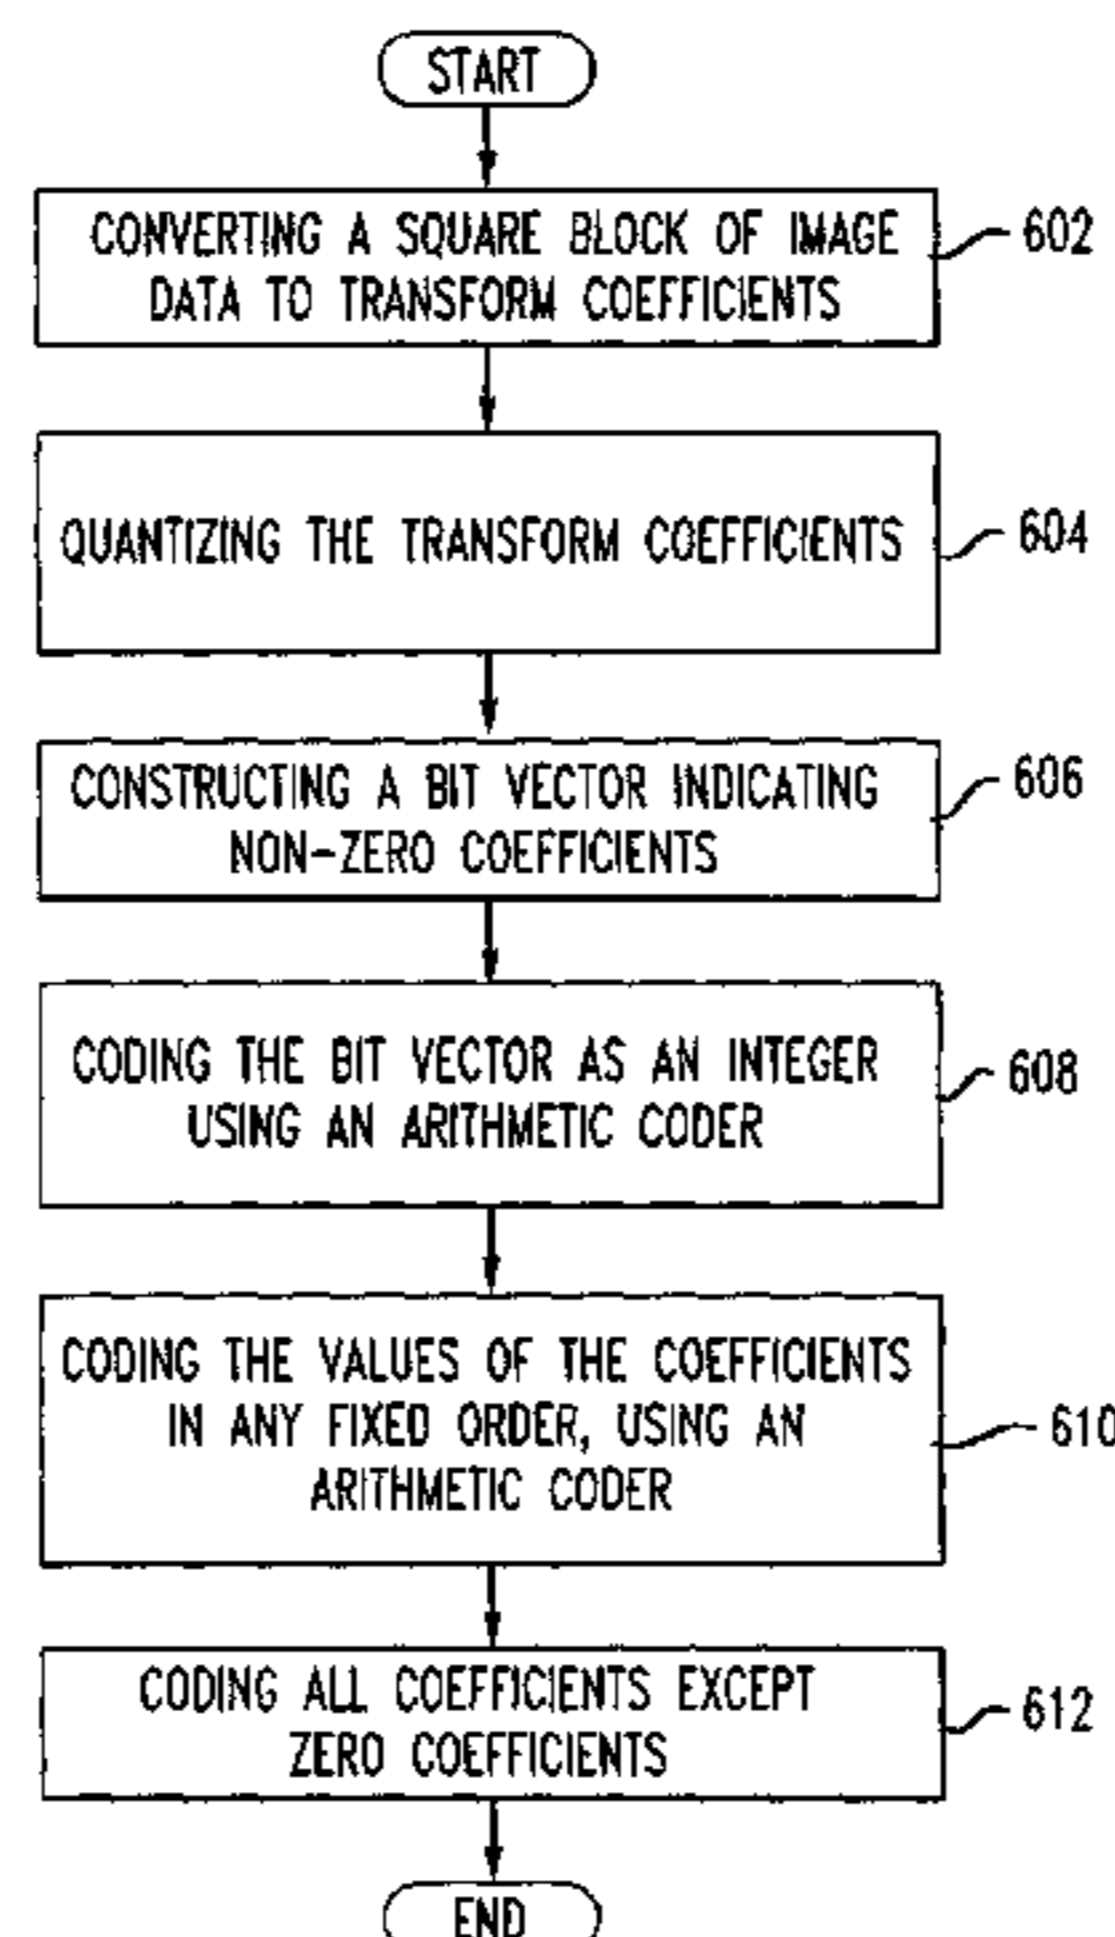 START
CONVERTING A SQUARE BLOCK OF IMAGE
DATA TO TRANSFORM COEFFICIENTS
602
QUANTIZING THE TRANSFORM COEFFICIENTS
604
CONSTRUCTING A BIT VECTOR INDICATING
NON-ZERO COEFFICIENTS
606
CODING THE BIT VECTOR AS AN INTEGER
USING AN ARITHMETIC CODER
608
CODING THE VALUES OF THE COEFFICIENTS
IN ANY FIXED ORDER, USING AN
ARITHMETIC CODER
610
CODING ALL COEFFICIENTS EXCEPT
ZERO COEFFICIENTS
612
END